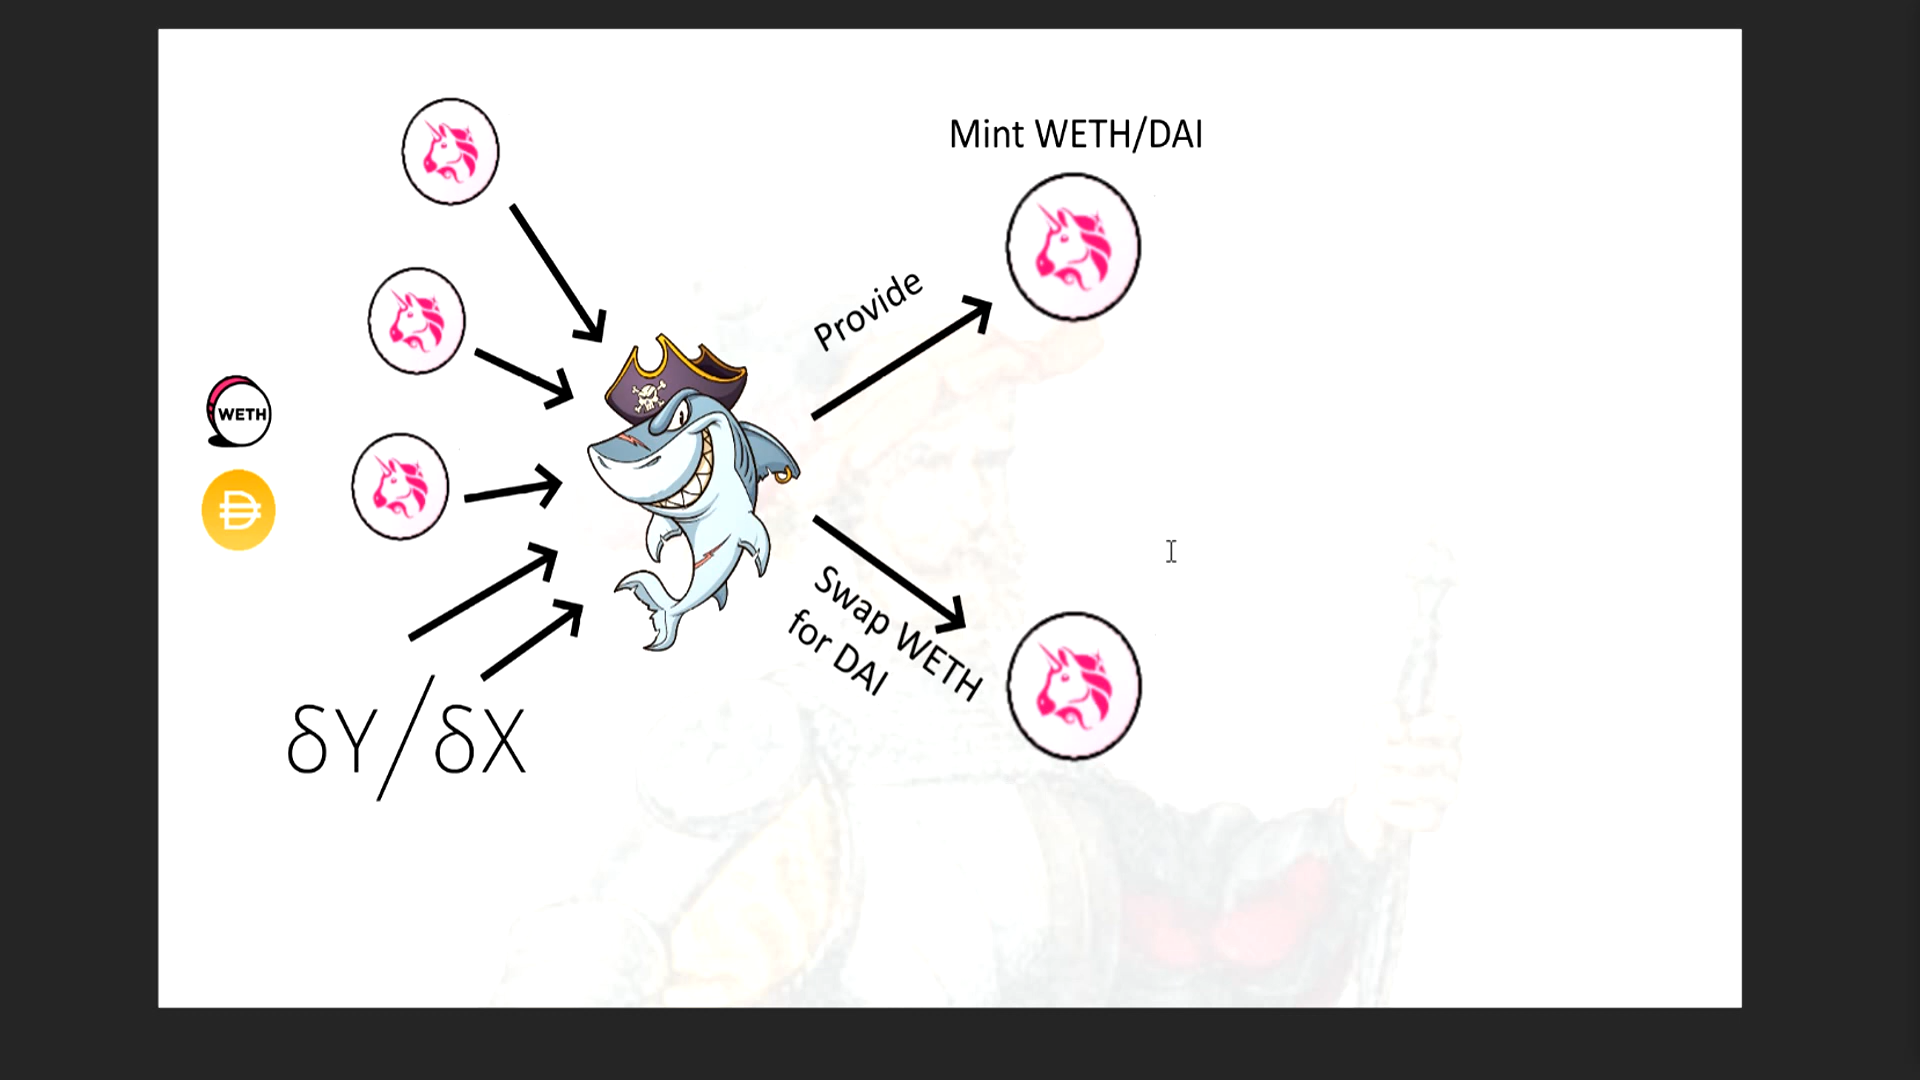 Mint WETH/DAI
Provide
WETH
Swap WETH
for DAI
δY/δX